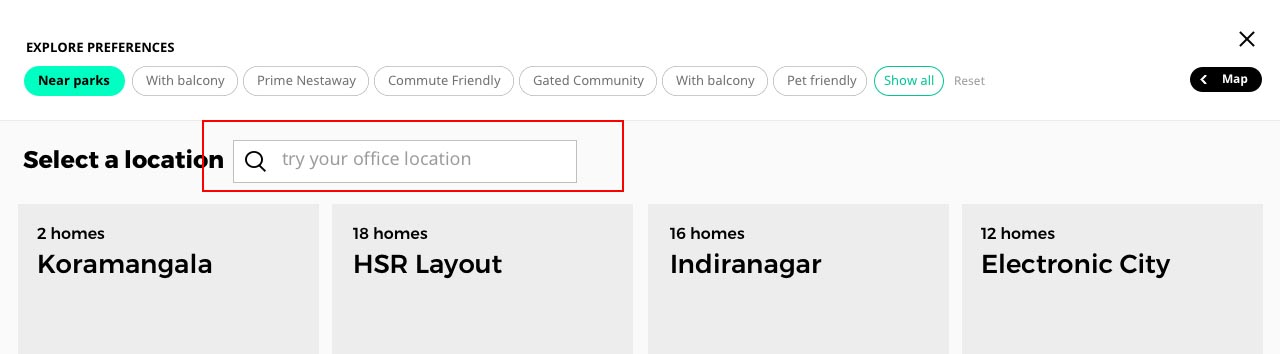 EXPLORE PREFERENCES
Near parks With balcony Prime Nestaway Commute Friendly Gated Community With balcony Pet friendly Show all Reset Map
Select a location try your office location
2 homes 18 homes 16 homes 12 homes
Koramangala HSR Layout Indiranagar Electronic City